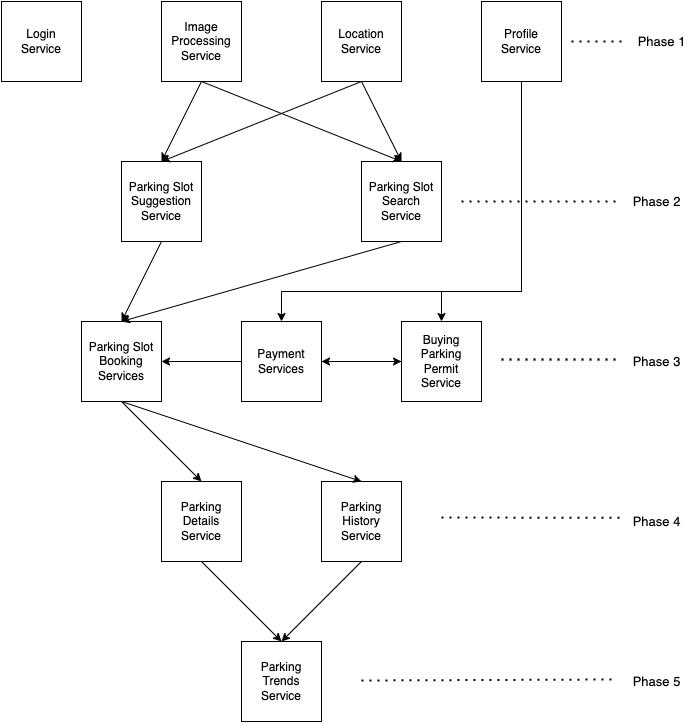 Login
Service
Image
Processing
Service
Location
Service
Profile
Service
Phase 1
Parking Slot
Suggestion
Service
Parking Slot
Search
Service
Phase 2
Parking Slot
Booking
Services
Payment
Services
Buying
Parking
Permit
Service
Phase 3
Parking
Details
Service
Parking
History
Service
Phase 4
Parking
Trends
Service
Phase 5